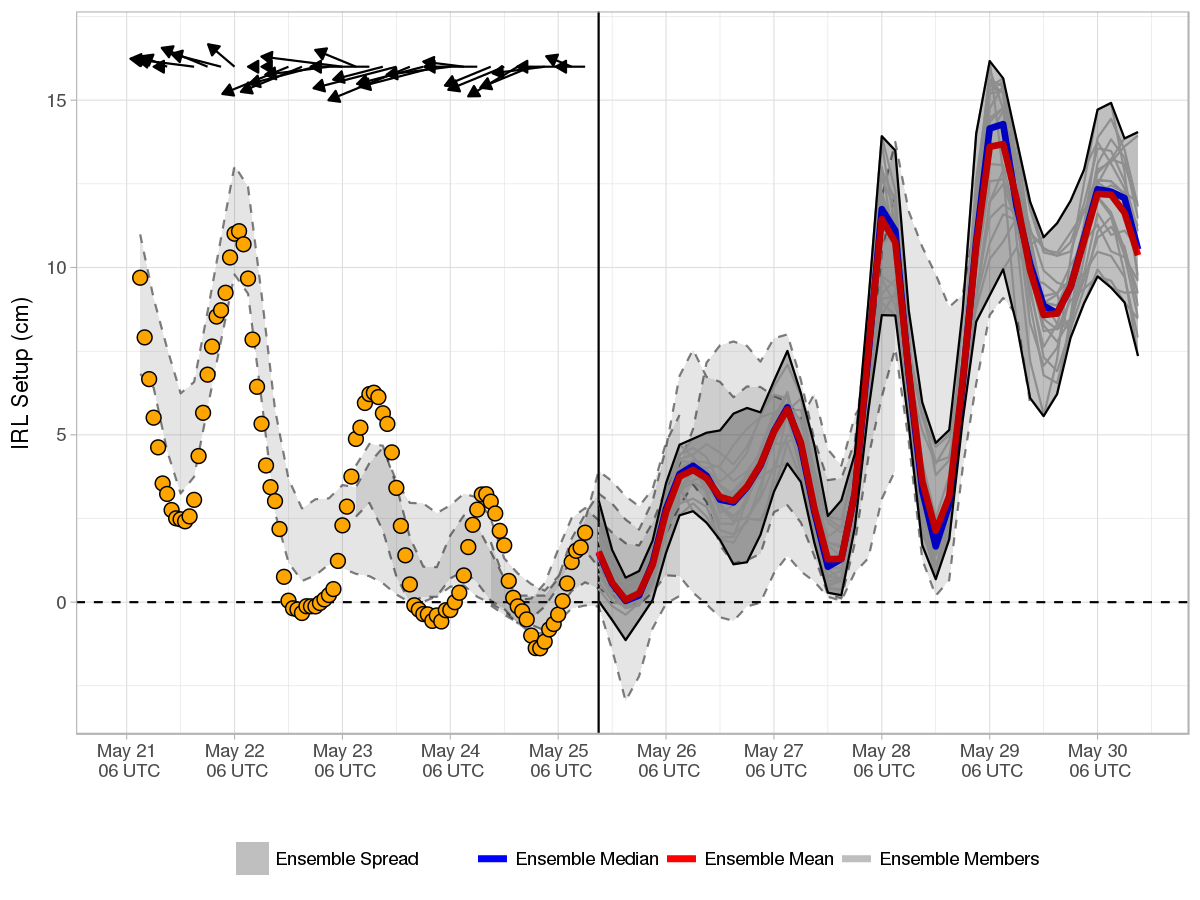 IRL Setup (cm)
15
10
5
0
May 21 May 22 May 23 May 24 May 25 May 26 May 27 May 28 May 29 May 30
06 UTC 06 UTC 06 UTC 06 UTC 06 UTC 06 UTC 06 UTC 06 UTC 06 UTC 06 UTC
Ensemble Spread Ensemble Median Ensemble Mean Ensemble Members